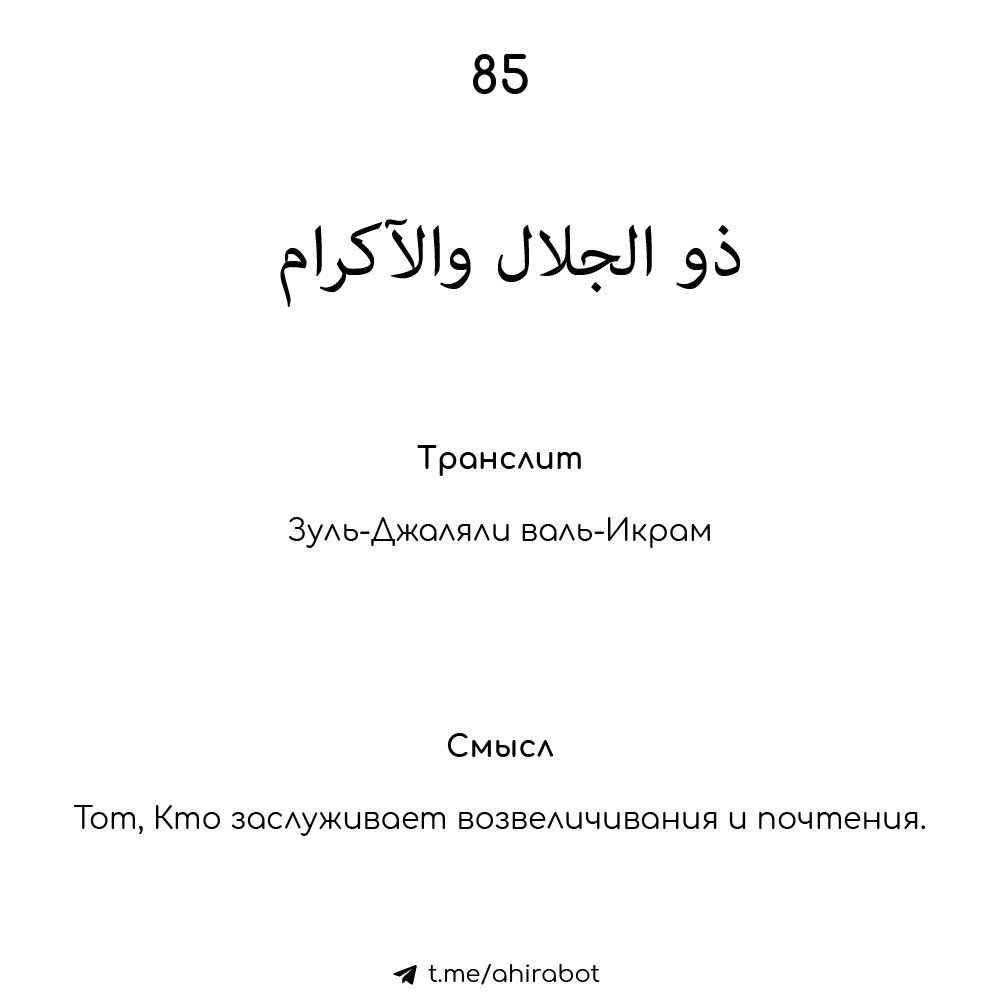 85
ذو الجلال والآكرام
Транслит
Зуль-Джаляли валь-Икрам
Смысл
Тот, Кто заслуживает возвеличивания и почтения.
t.me/ahirabot